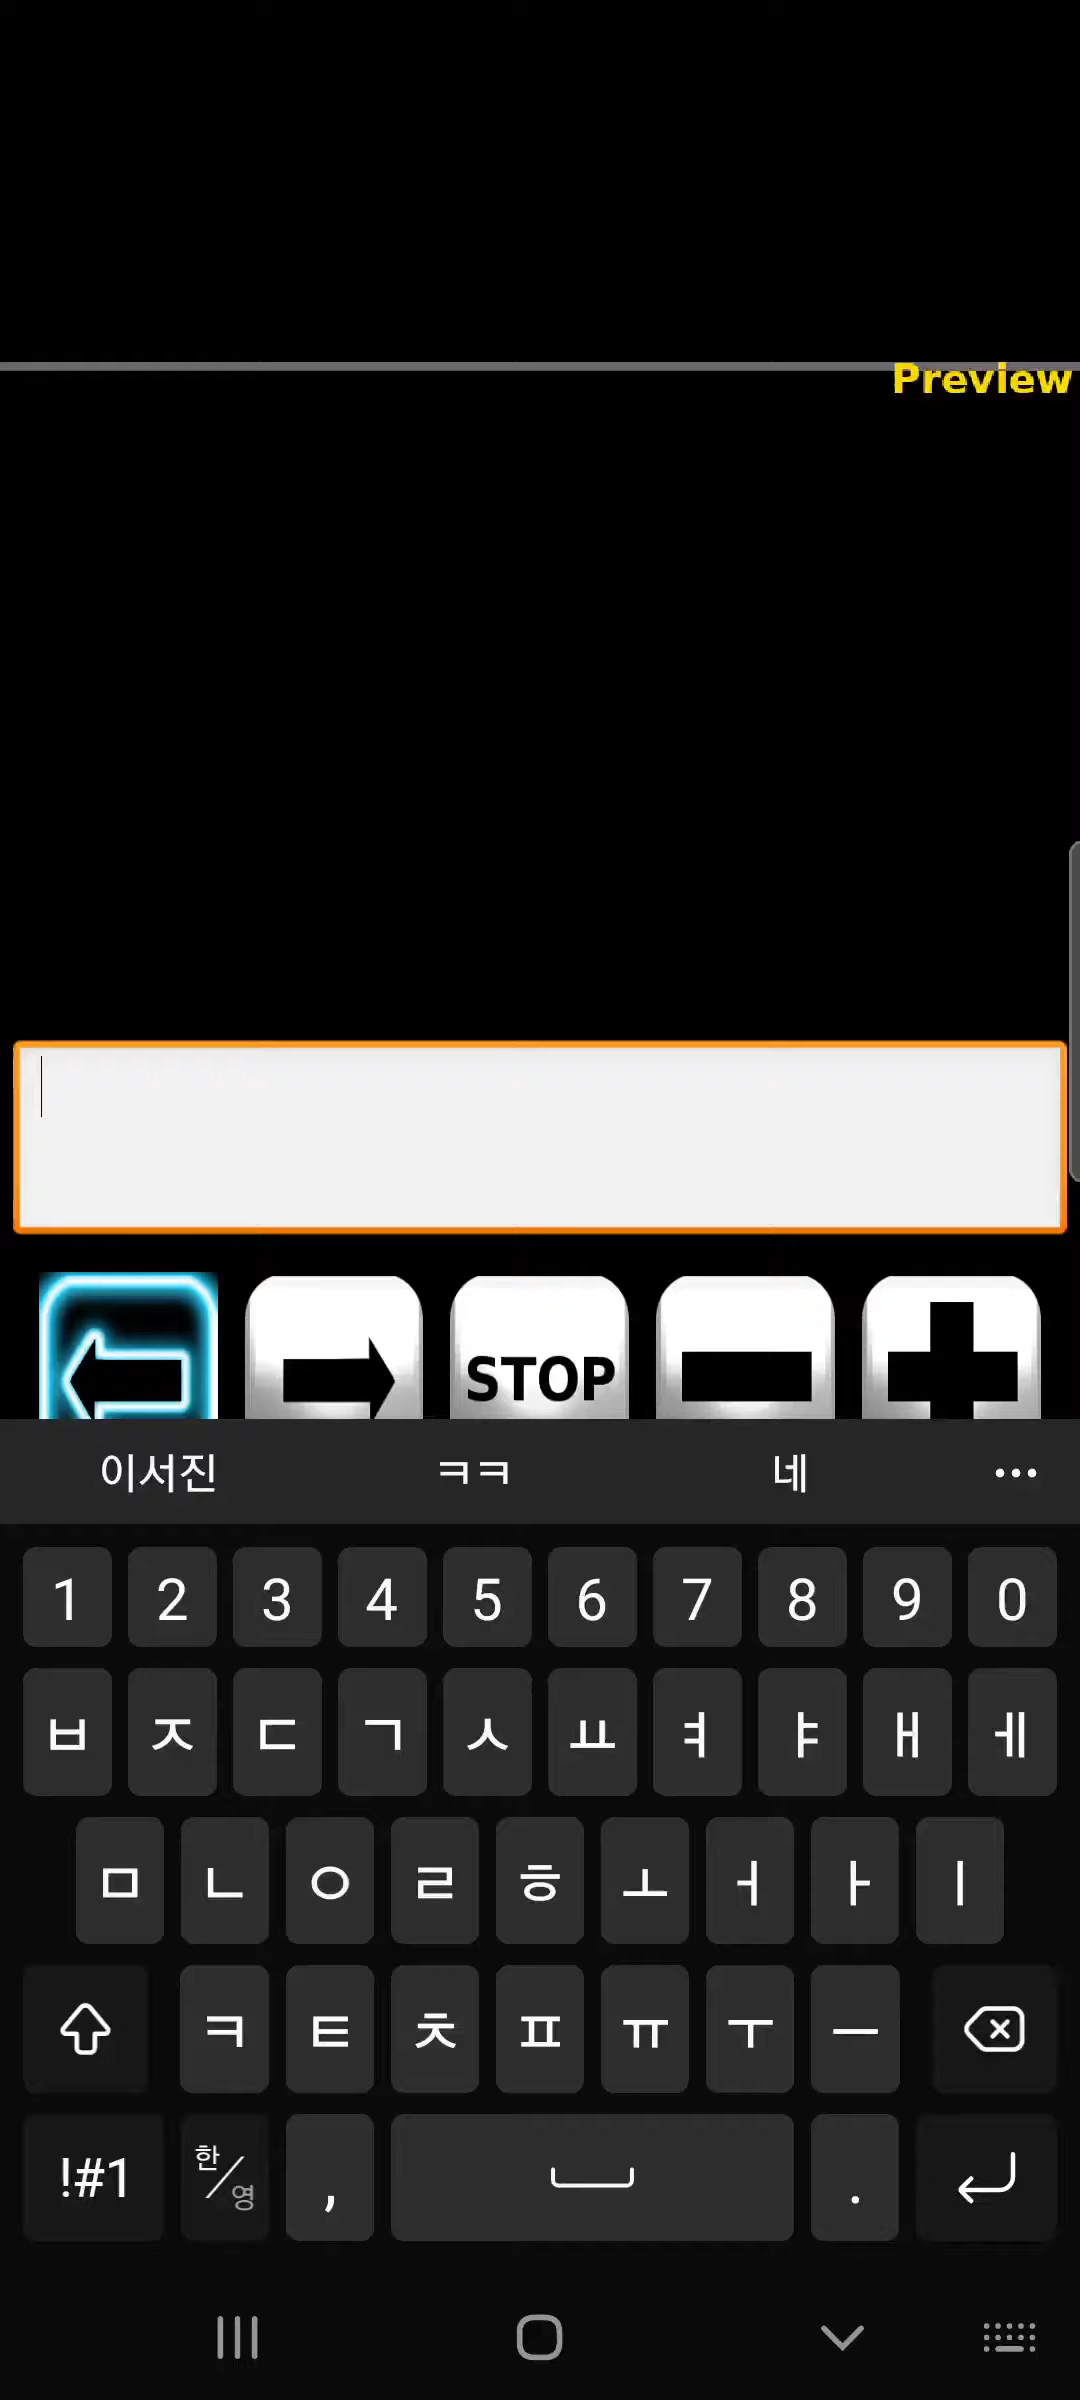 Preview
STOP
이서진 ㅋㅋ 네
1 2 3 4 5 6 7 8 9 0
ㅂ ㅈ ㄷ ㄱ ㅅ ㅛ ㅕ ㅑ ㅐ ㅔ
ㅁ ㄴ ㅇ ㄹ ㅎ ㅗ ㅓ ㅏ ㅣ
ㅋ ㅌ ㅊ ㅍ ㅠ ㅜ ㅡ
!#1 한/영 , .